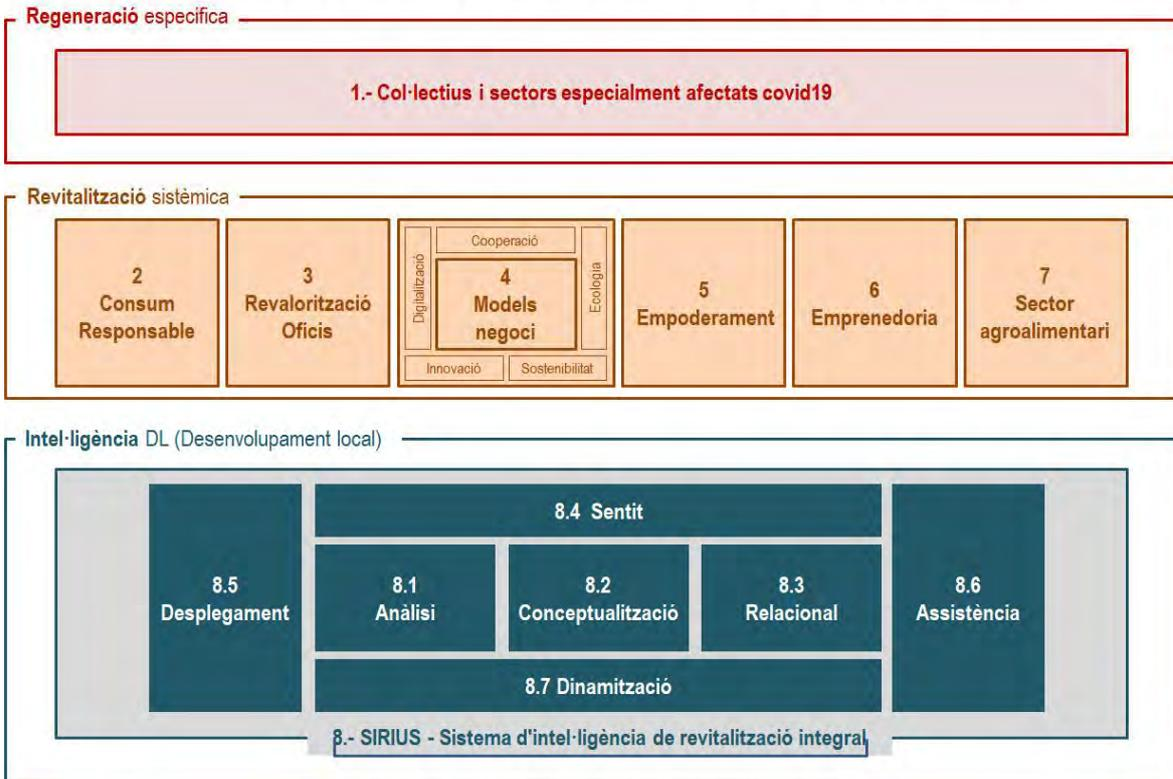 Regeneració específica
1.- Col·lectius i sectors especialment afectats covid19
Revitalització sistèmica
2
Consum
Responsable
3
Revalorització
Oficis
Digitalització
Cooperació
4
Models
negoci
Ecologia
Innovació
Sostenibilitat
5
Empoderament
6
Emprenedoria
7
Sector
agroalimentari
Intel·ligència DL (Desenvolupament local)
8.5
Desplegament
8.4 Sentit
8.1
Anàlisi
8.2
Conceptualització
8.3
Relacional
8.7 Dinamització
8.6
Assistència
8.- SIRIUS - Sistema d'intel·ligència de revitalització integral